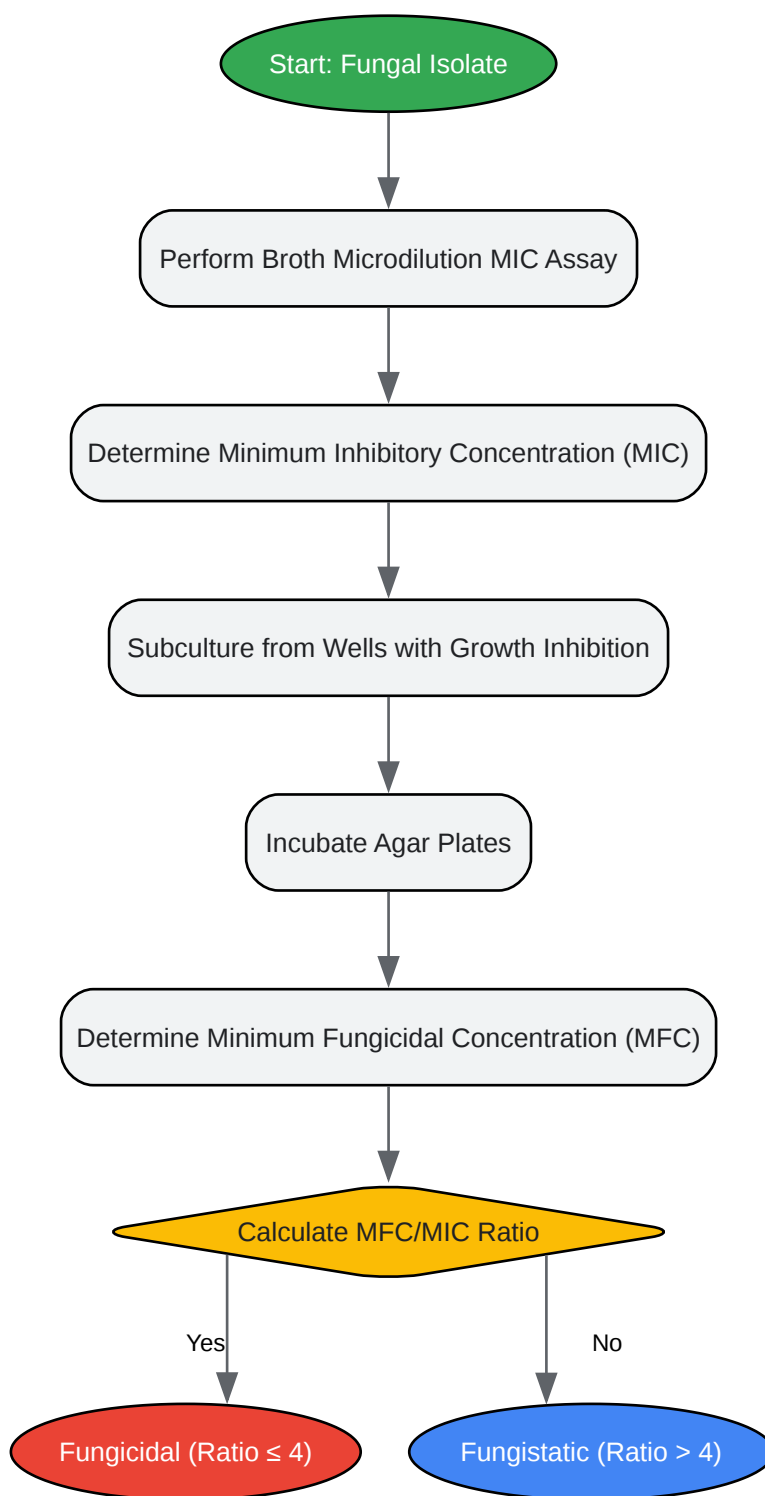 Start: Fungal Isolate
Perform Broth Microdilution MIC Assay
Determine Minimum Inhibitory Concentration (MIC)
Subculture from Wells with Growth Inhibition
Incubate Agar Plates
Determine Minimum Fungicidal Concentration (MFC)
Calculate MFC/MIC Ratio
Yes
No
Fungicidal (Ratio ≤ 4)
Fungistatic (Ratio > 4)